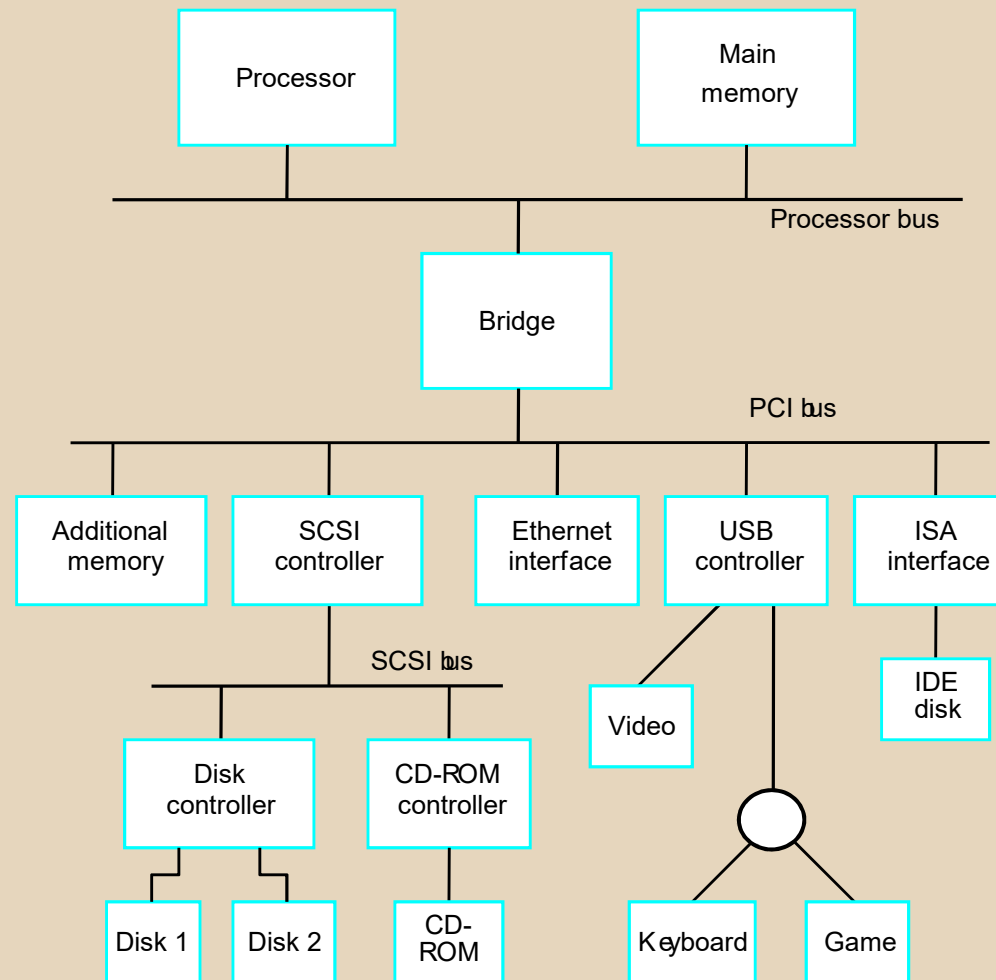 Processor
Main
memory
Processor bus
Bridge
PCI bus
Additional
memory
SCSI
controller
Ethernet
interface
USB
controller
ISA
interface
SCSI bus
IDE
disk
Video
Disk
controller
CD-ROM
controller
Disk 1
Disk 2
CD-
ROM
Keyboard
Game